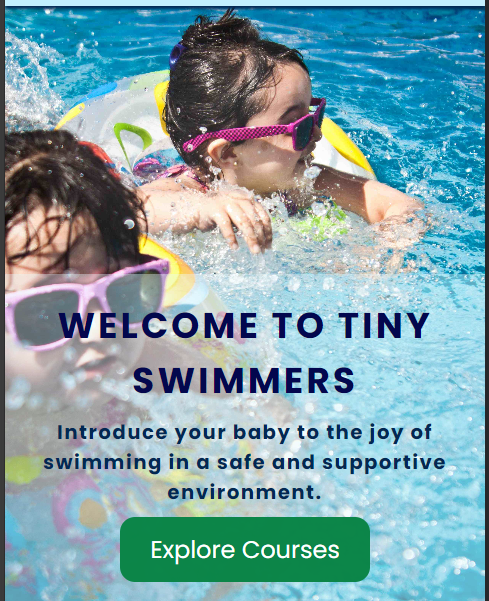 WELCOME TO TINY
SWIMMERS
Introduce your baby to the joy of
swimming in a safe and supportive
environment.
Explore Courses